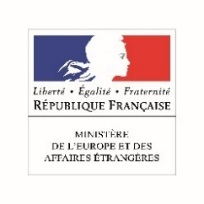 Liberté • Égalité • Fraternité
RÉPUBLIQUE FRANÇAISE
MINISTÈRE
DE L'EUROPE ET DES
AFFAIRES ÉTRANGÈRES